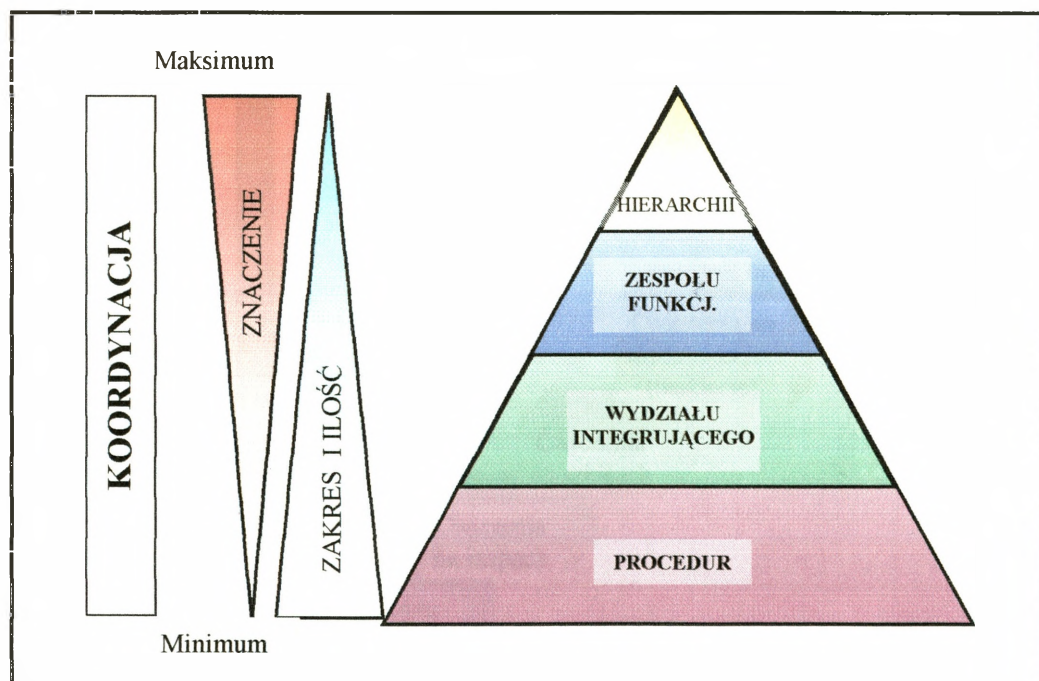 Maksimum
KOORDYNACJA
ZNACZENIE
ZAKRES I ILOŚĆ
HIERARCHII
ZESPOŁU
FUNKCJ.
WYDZIAŁU
INTEGRUJĄCEGO
PROCEDUR
Minimum